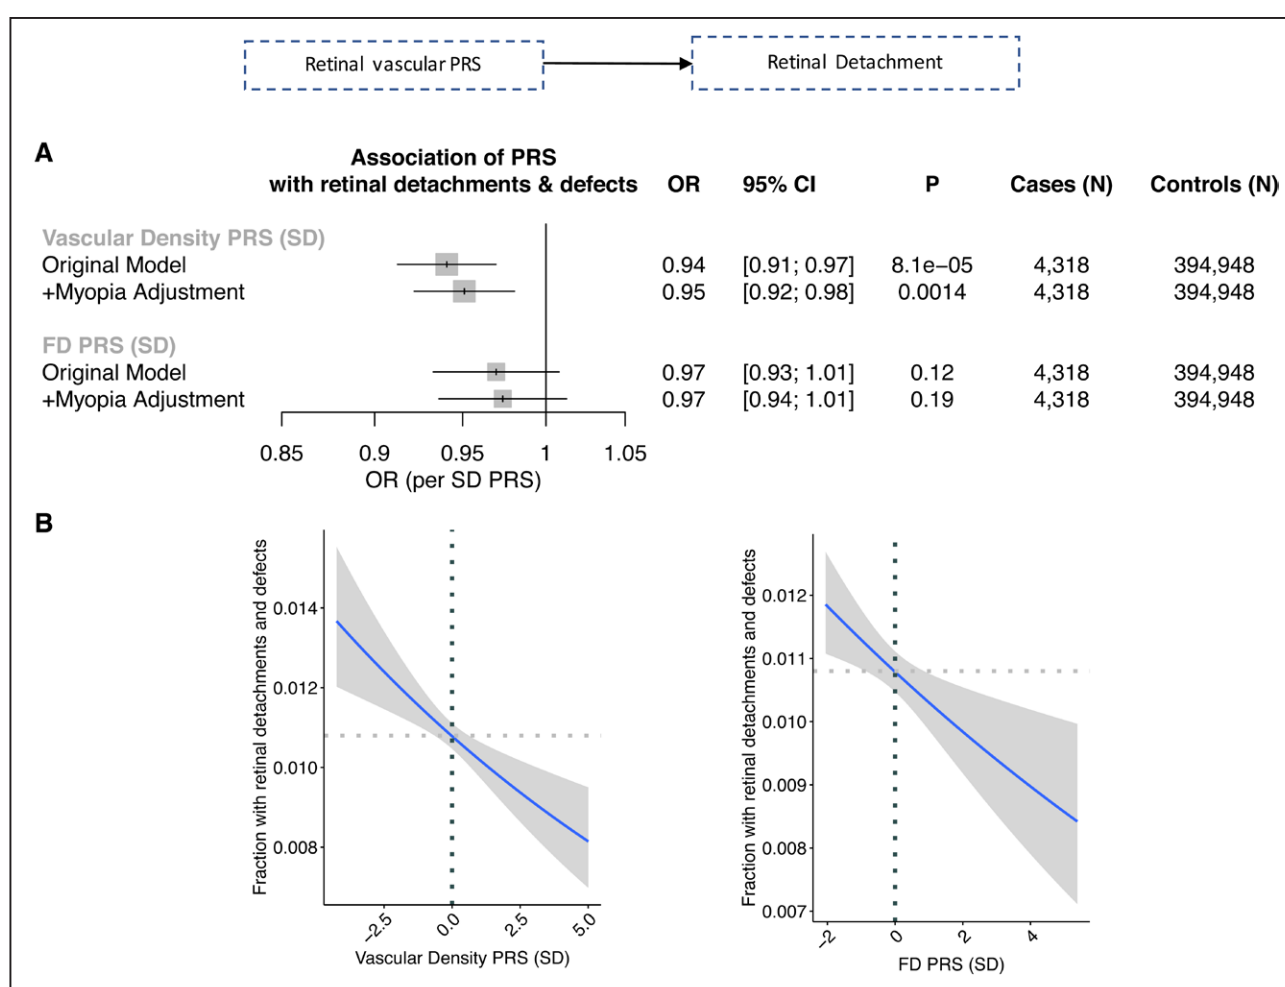 Retinal vascular PRS
Retinal Detachment
A
Association of PRS
with retinal detachments & defects OR 95% CI P Cases (N) Controls (N)
Vascular Density PRS (SD)
Original Model 0.94 [0.91; 0.97] 8.1e−05 4,318 394,948
+Myopia Adjustment 0.95 [0.92; 0.98] 0.0014 4,318 394,948
FD PRS (SD)
Original Model 0.97 [0.93; 1.01] 0.12 4,318 394,948
+Myopia Adjustment 0.97 [0.94; 1.01] 0.19 4,318 394,948
0.85 0.9 0.95 1 1.05
OR (per SD PRS)
B
Fraction with retinal detachments and defects
0.014
0.012
0.010
0.008
−2.5 0.0 2.5 5.0
Vascular Density PRS (SD)
Fraction with retinal detachments and defects
0.012
0.011
0.010
0.009
0.008
0.007
−2 0 2 4
FD PRS (SD)